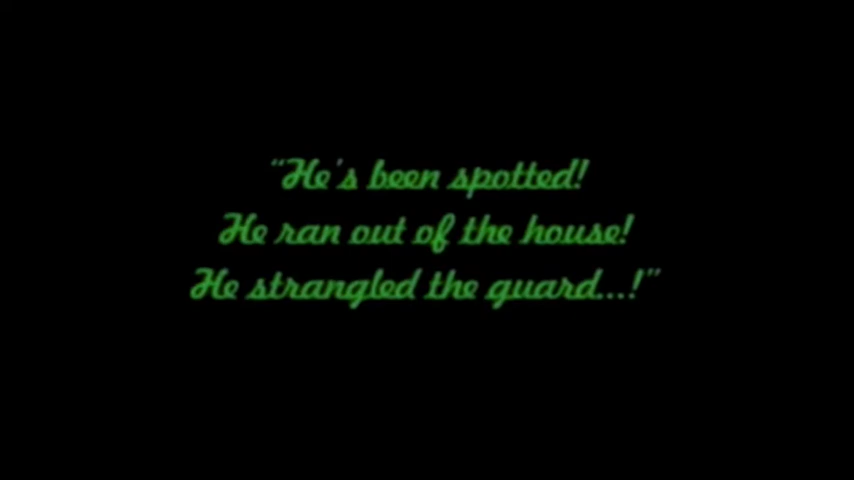 “He's been spotted!
He ran out of the house!
He strangled the guard...!”